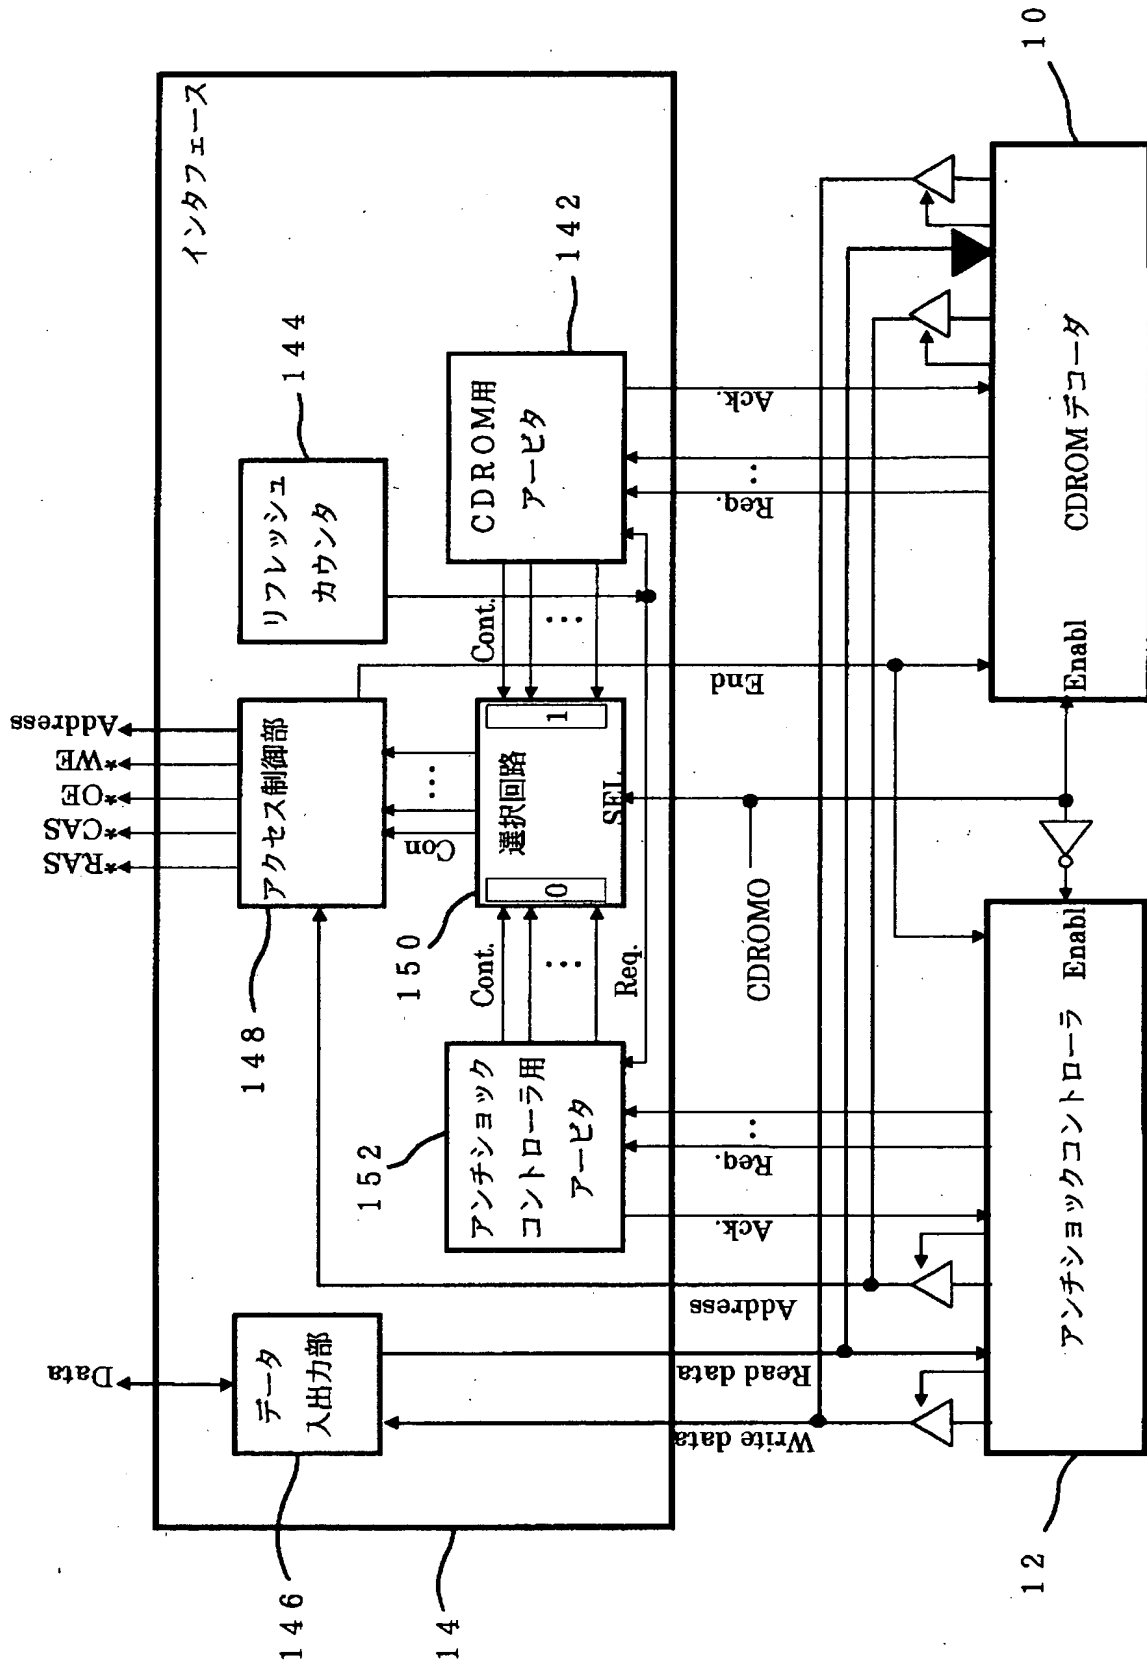 Data
*RAS
*CAS
*OE
*WE
Address
インタフェース
146
データ
入出力部
148
アクセス制御部
リフレッシュ
カウンタ
144
14
152
アンチショック
コントローラ用
アービタ
Cont.
150
0
選択回路
1
SEL
Con
Cont.
CDROM用
アービタ
142
Req.
End
Write data
Read data
Address
Ack.
Req.
CDROMO
Req.
Ack.
12
アンチショックコントローラ
Enabl
Enabl
CDROMデコーダ
10